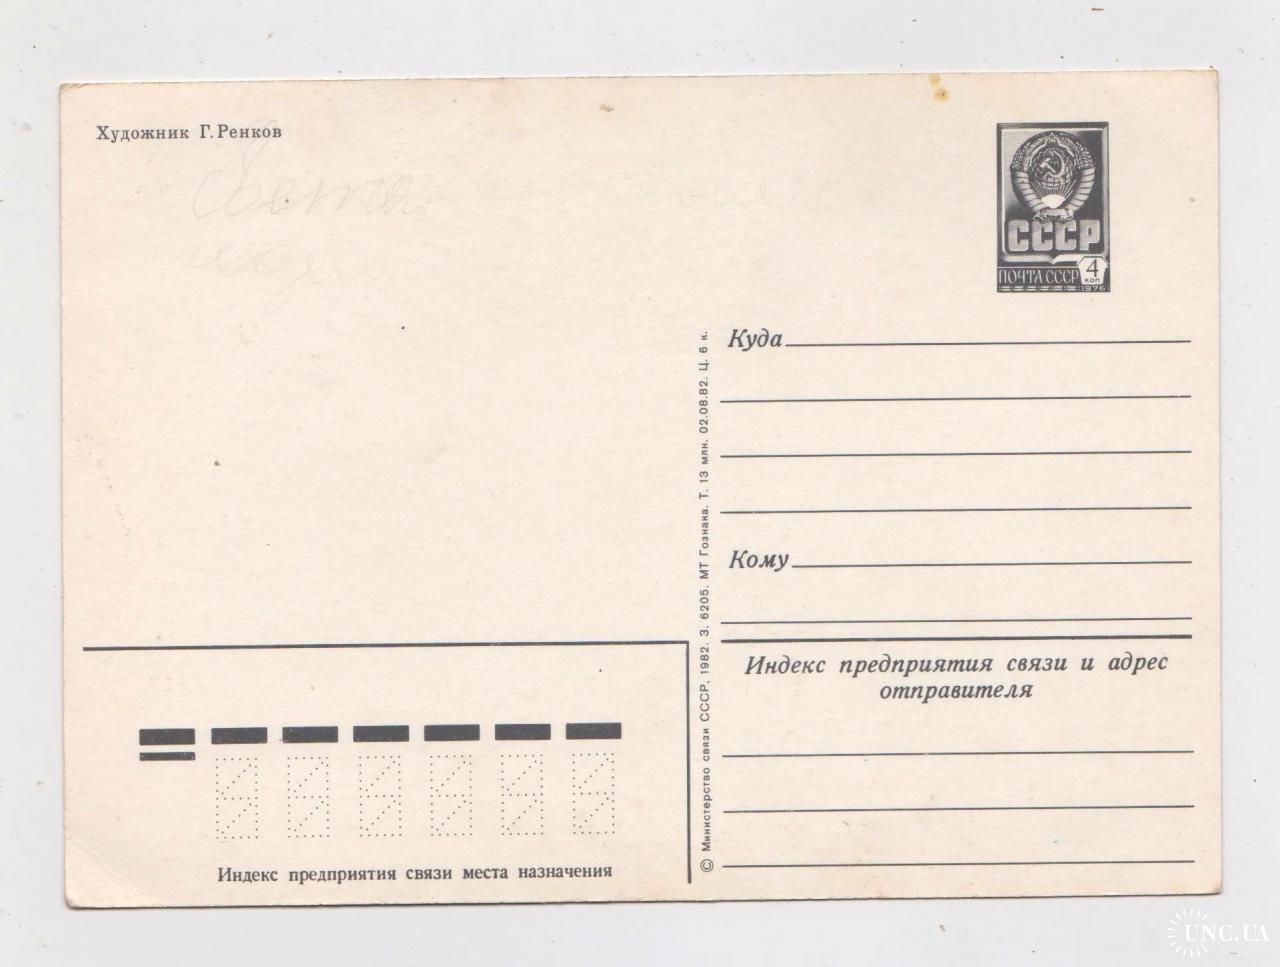 Художник Г. Ренков
Света
СССР
ПОЧТА СССР 4 КОП
1976
Куда
Кому
Индекс предприятия связи и адрес
отправителя
© Министерство связи СССР, 1982. З. 6205. МТ Гознака. Т. 13 млн. 02.08.82. Ц. 6 к.
Индекс предприятия связи места назначения
UNC.UA